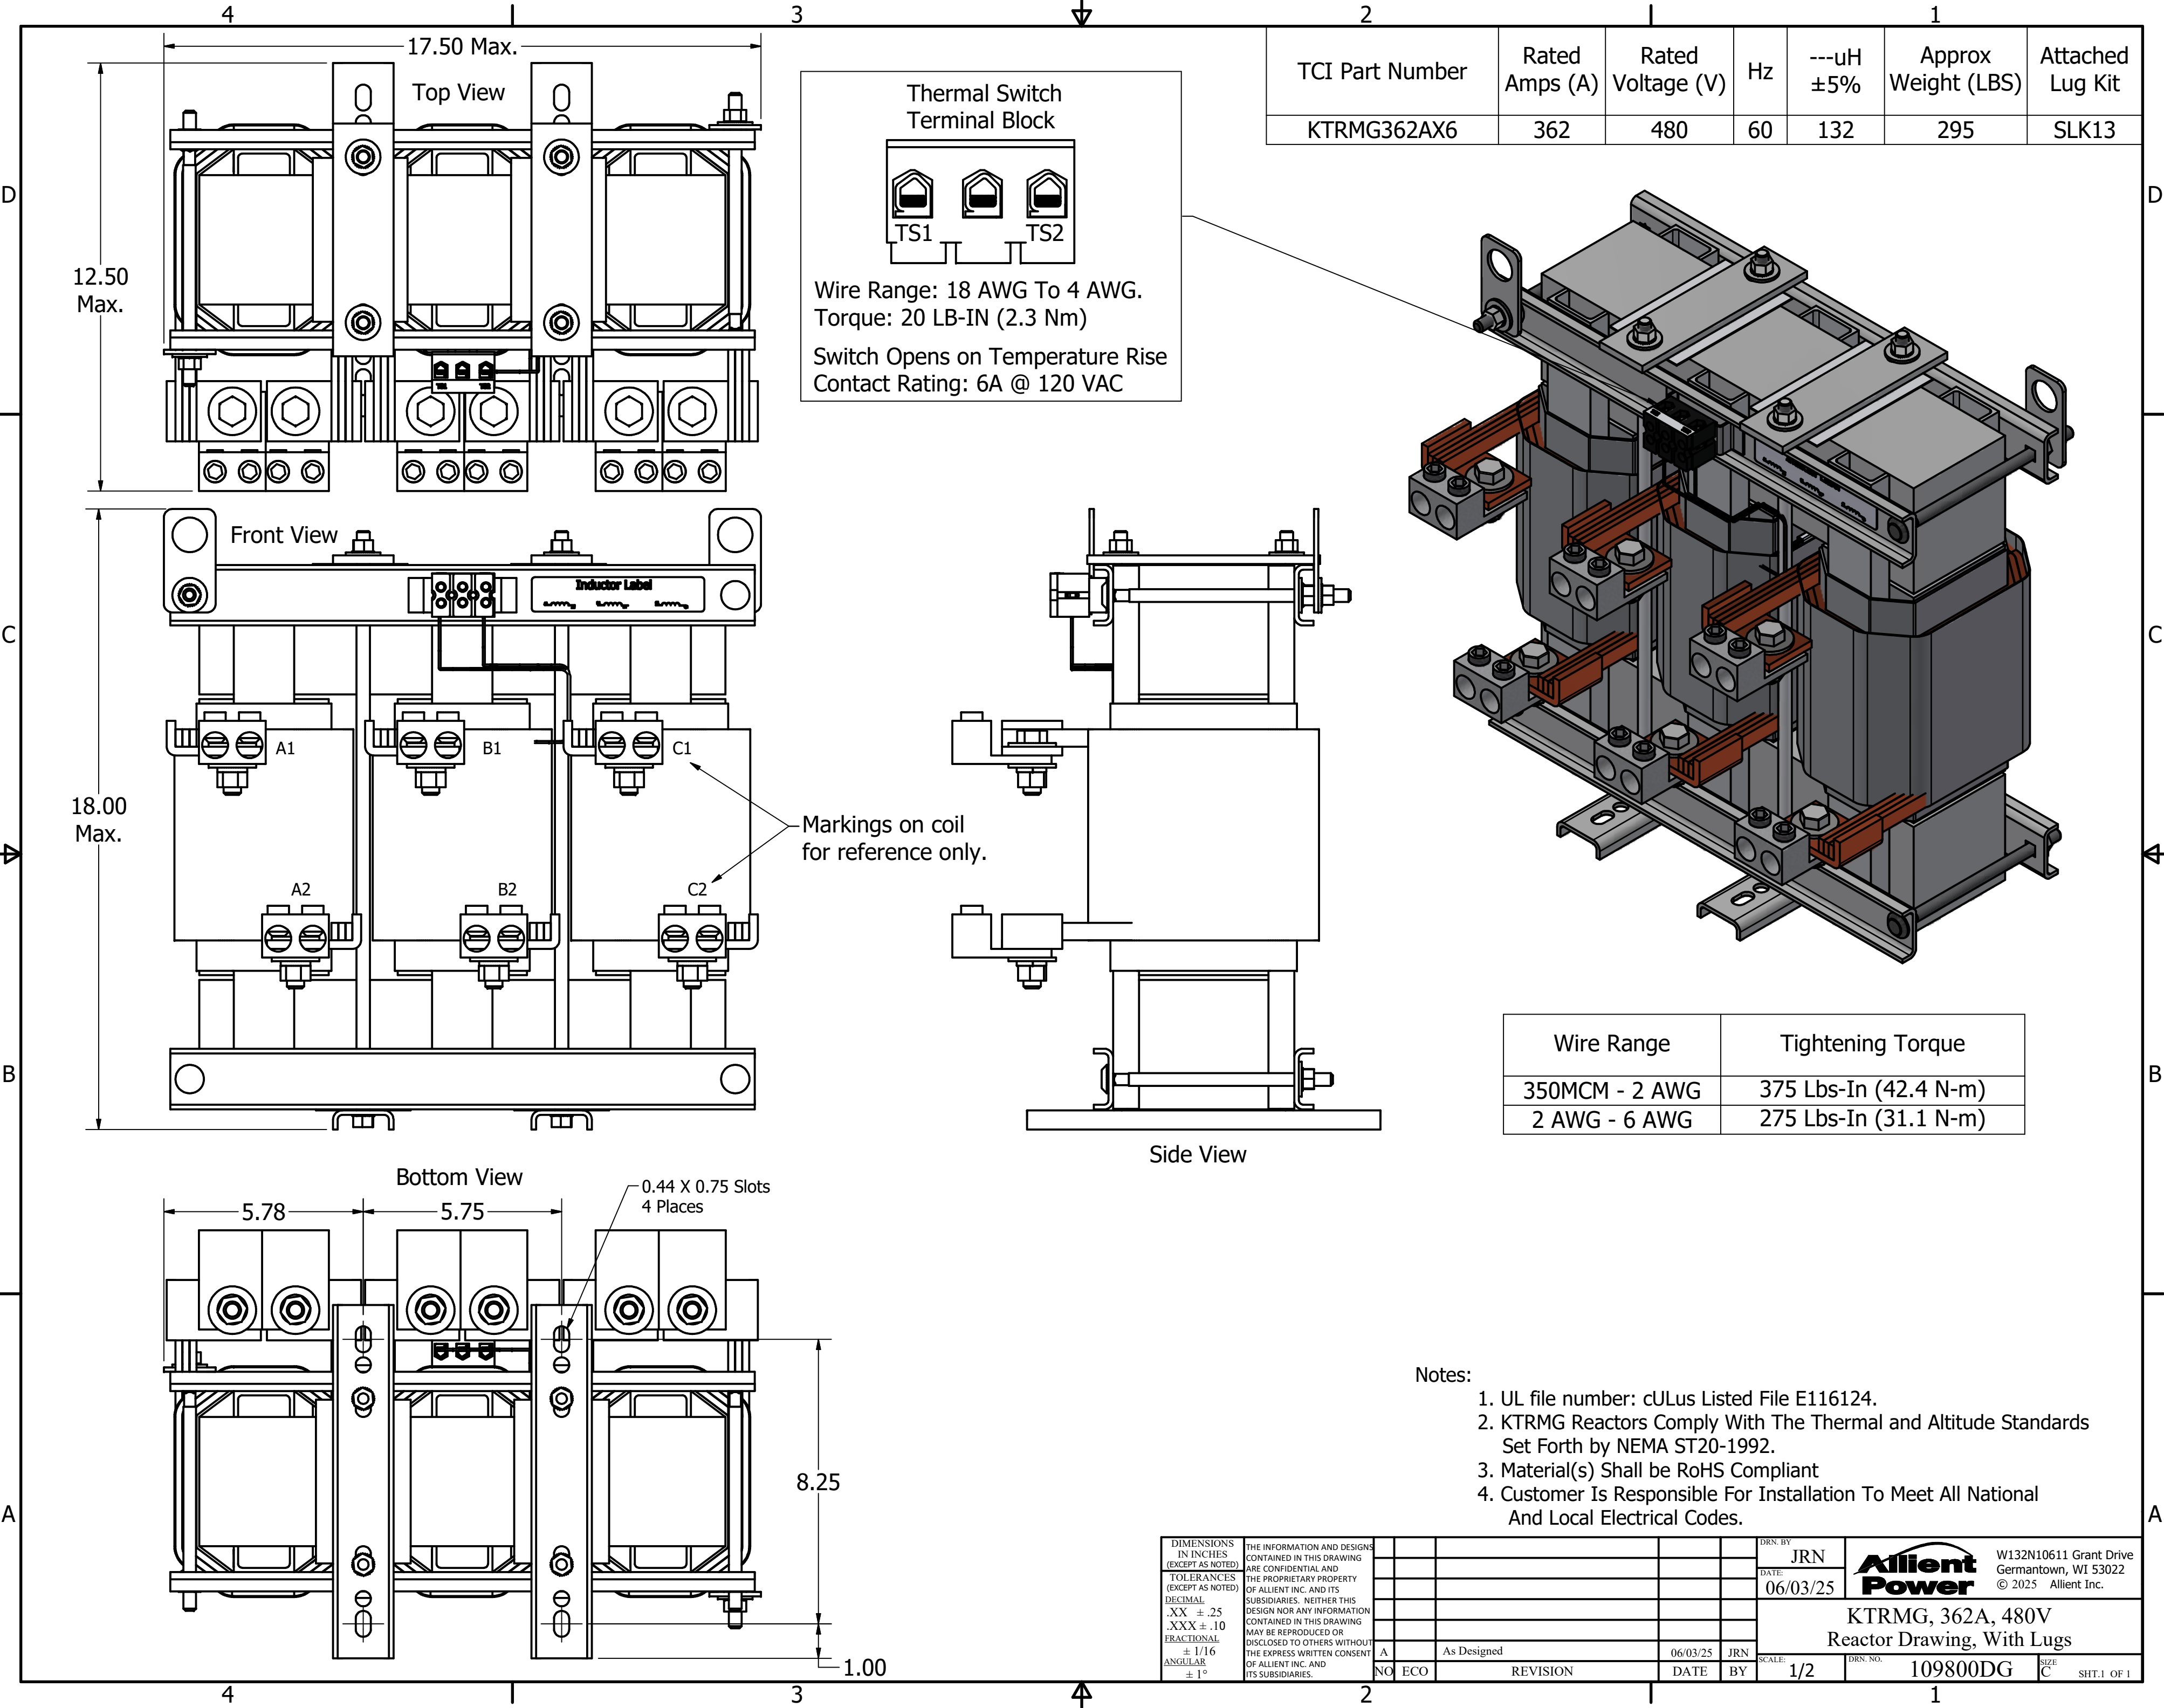 4 3 2 1
17.50 Max.
Top View
12.50
Max.
Thermal Switch
Terminal Block
TS1 TS2
Wire Range: 18 AWG To 4 AWG.
Torque: 20 LB-IN (2.3 Nm)
Switch Opens on Temperature Rise
Contact Rating: 6A @ 120 VAC
TCI Part Number Rated Amps (A) Rated Voltage (V) Hz ---uH ±5% Approx Weight (LBS) Attached Lug Kit
KTRMG362AX6 362 480 60 132 295 SLK13
D D
Front View
Inductor Label
C C
A1 B1 C1
18.00
Max.
Markings on coil
for reference only.
A2 B2 C2
Side View
Wire Range Tightening Torque
350MCM - 2 AWG 375 Lbs-In (42.4 N-m)
2 AWG - 6 AWG 275 Lbs-In (31.1 N-m)
B B
Bottom View
5.78 5.75
0.44 X 0.75 Slots
4 Places
8.25
1.00
Notes:
1. UL file number: cULus Listed File E116124.
2. KTRMG Reactors Comply With The Thermal and Altitude Standards
Set Forth by NEMA ST20-1992.
3. Material(s) Shall be RoHS Compliant
4. Customer Is Responsible For Installation To Meet All National
And Local Electrical Codes.
A A
DIMENSIONS
IN INCHES
(EXCEPT AS NOTED)
TOLERANCES
(EXCEPT AS NOTED)
DECIMAL
.XX ± .25
.XXX ± .10
FRACTIONAL
± 1/16
ANGULAR
± 1°
THE INFORMATION AND DESIGNS
CONTAINED IN THIS DRAWING
ARE CONFIDENTIAL AND
THE PROPRIETARY PROPERTY
OF ALLIENT INC. AND ITS
SUBSIDIARIES. NEITHER THIS
DESIGN NOR ANY INFORMATION
CONTAINED IN THIS DRAWING
MAY BE REPRODUCED OR
DISCLOSED TO OTHERS WITHOUT
THE EXPRESS WRITTEN CONSENT
OF ALLIENT INC. AND
ITS SUBSIDIARIES.
A As Designed 06/03/25 JRN
NO ECO REVISION DATE BY
DRN. BY
JRN
DATE:
06/03/25
Allient
Power
W132N10611 Grant Drive
Germantown, WI 53022
© 2025 Allient Inc.
KTRMG, 362A, 480V
Reactor Drawing, With Lugs
SCALE: 1/2
DRN. NO. 109800DG
SIZE C
SHT.1 OF 1
4 3 2 1